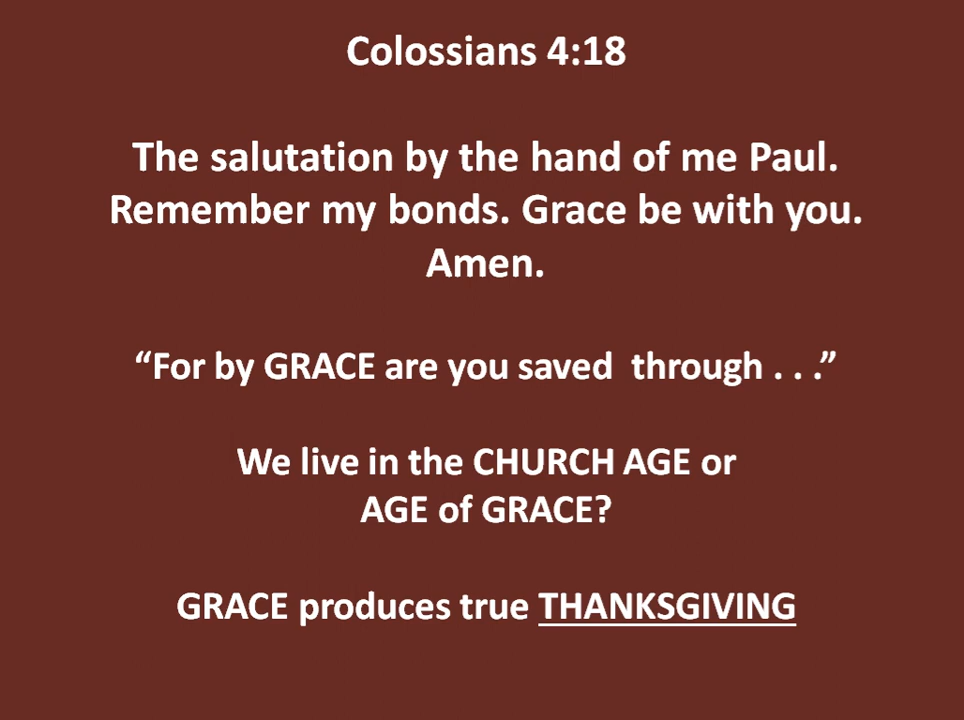 Colossians 4:18
The salutation by the hand of me Paul.
Remember my bonds. Grace be with you.
Amen.
“For by GRACE are you saved  through . . .”
We live in the CHURCH AGE or
AGE of GRACE?
GRACE produces true THANKSGIVING